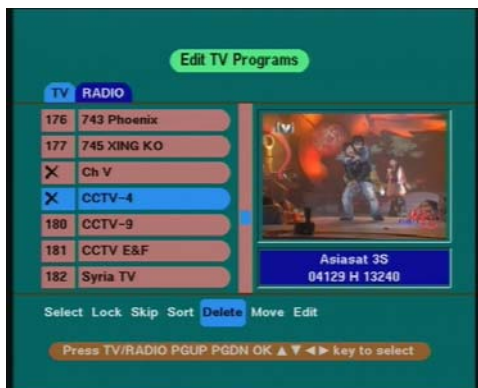 Edit TV Programs
TV RADIO
176 743 Phoenix
177 745 XING KO
X Ch V
X CCTV-4
180 CCTV-9
181 CCTV E&F
182 Syria TV
[V]
Asiasat 3S
04129 H 13240
Select Lock Skip Sort Delete Move Edit
Press TV/RADIO PGUP PGDN OK ▲ ▼ ◄ ► key to select